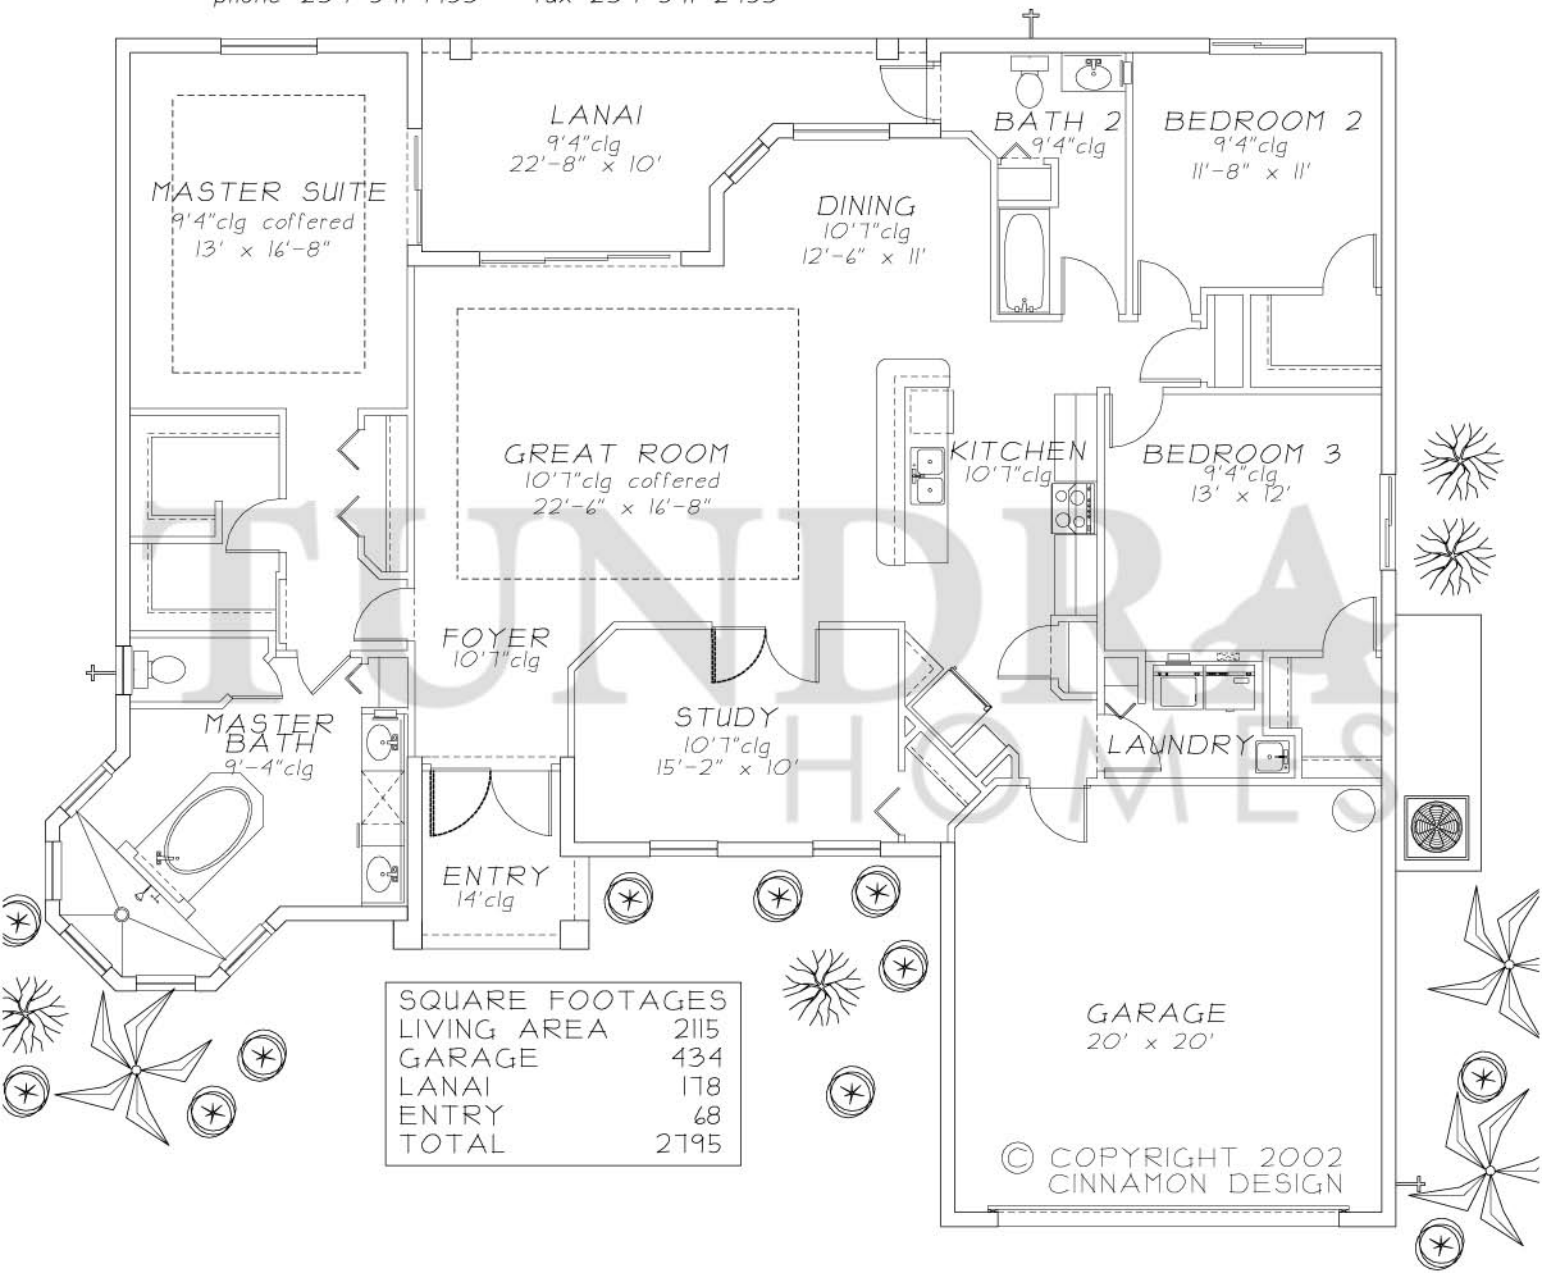 LANAI
9'4"clg
22'-8" x 10'
BATH 2
9'4"clg
BEDROOM 2
9'4"clg
11'-8" x 11'
MASTER SUITE
9'4"clg coffered
13' x 16'-8"
DINING
10'7"clg
12'-6" x 11'
GREAT ROOM
10'7"clg coffered
22'-6" x 16'-8"
KITCHEN
10'7"clg
BEDROOM 3
9'4"clg
13' x 12'
TUNDRA
HOMES
FOYER
10'7"clg
MASTER
BATH
9'-4"clg
STUDY
10'7"clg
15'-2" x 10'
LAUNDRY
ENTRY
14'clg
SQUARE FOOTAGES
LIVING AREA 2115
GARAGE 434
LANAI 178
ENTRY 68
TOTAL 2795
GARAGE
20' x 20'
© COPYRIGHT 2002
CINNAMON DESIGN